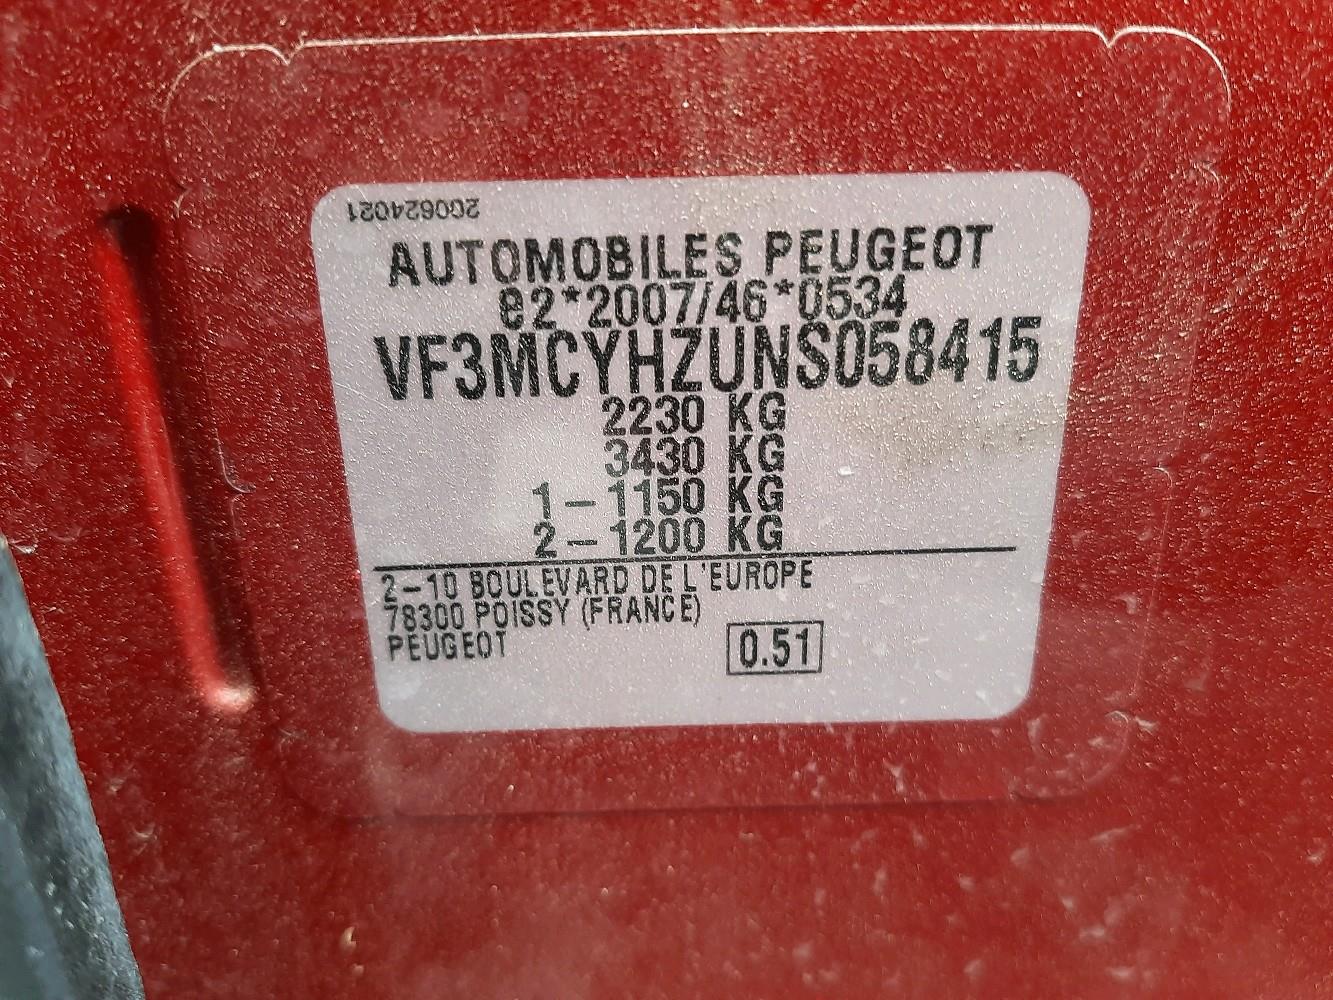 200624021
AUTOMOBILES PEUGEOT
e2*2007/46*0534
VF3MCYHZUNS058415
2230 KG
3430 KG
1-1150 KG
2-1200 KG
2-10 BOULEVARD DE L'EUROPE
78300 POISSY (FRANCE)
PEUGEOT
0.51